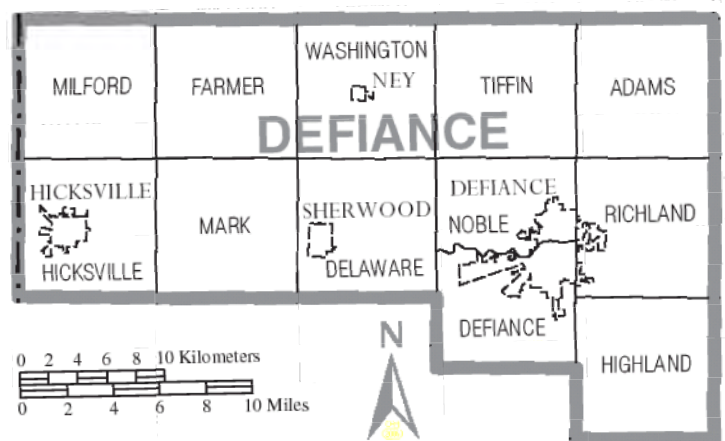 WASHINGTON
MILFORD
FARMER
NEY
TIFFIN
ADAMS
DEFIANCE
HICKSVILLE
SHERWOOD
DEFIANCE
MARK
NOBLE
RICHLAND
HICKSVILLE
DELAWARE
DEFIANCE
HIGHLAND
N
0 2 4 6 8 10 Kilometers
0 2 4 6 8 10 Miles